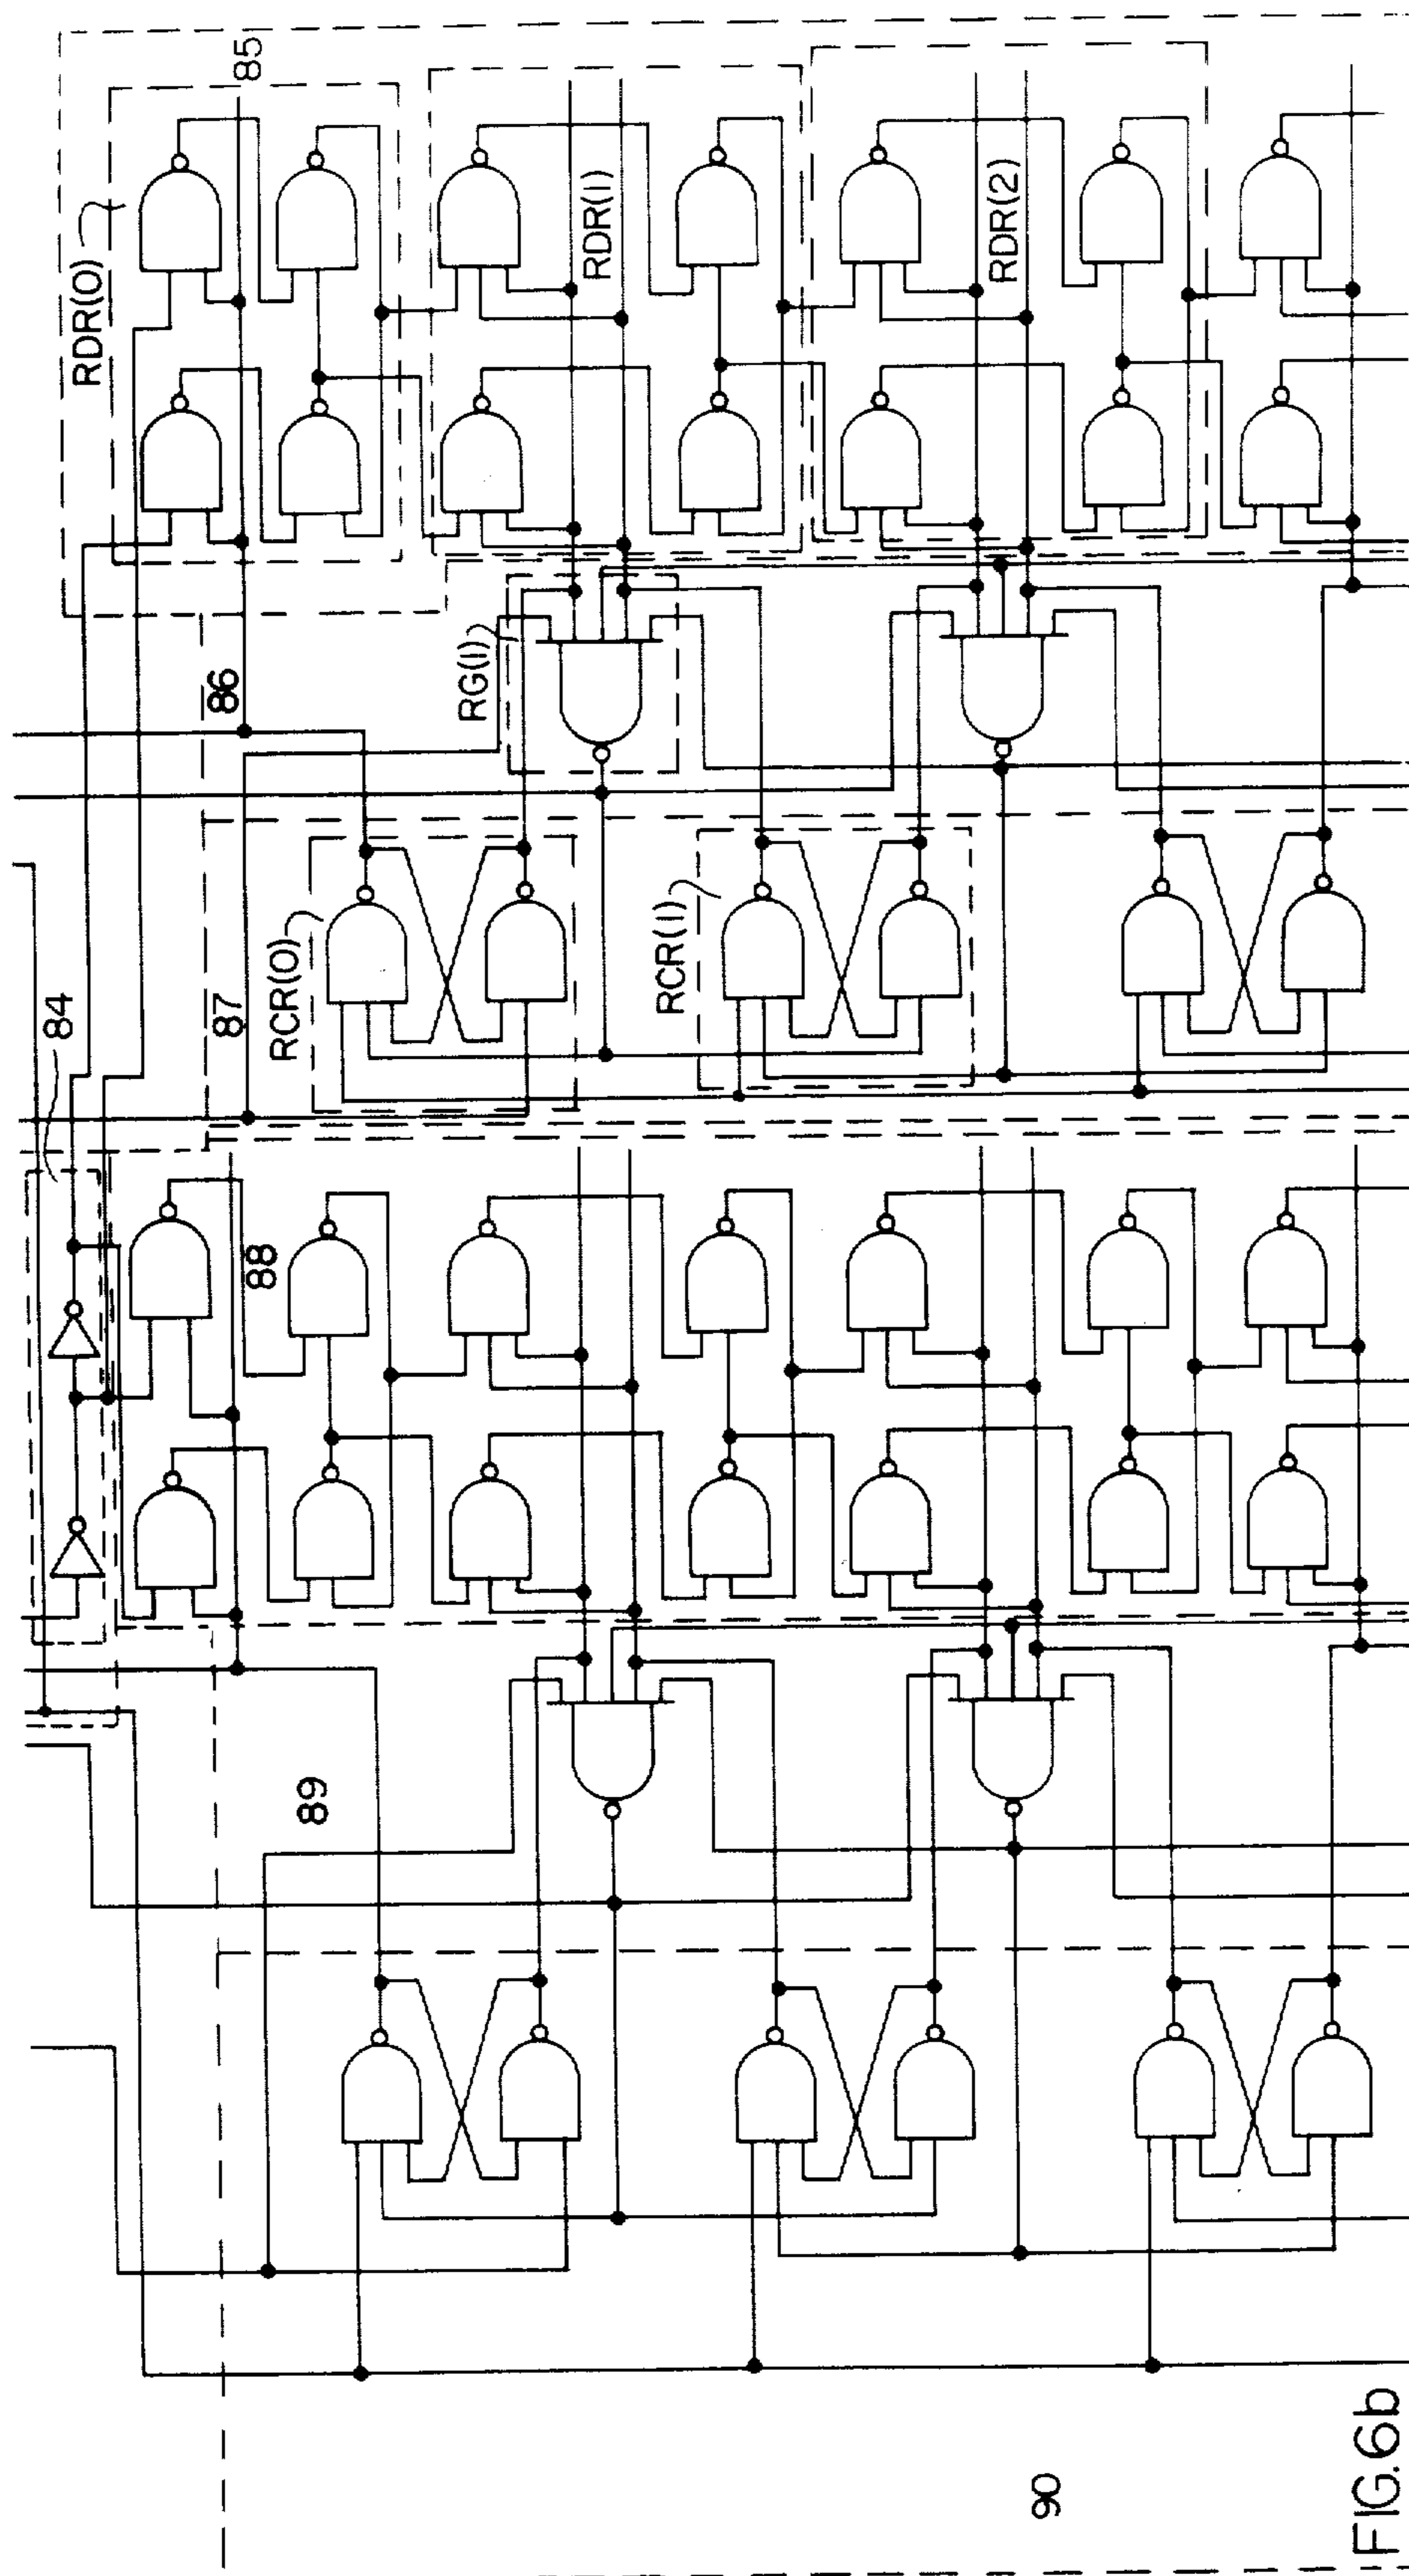 85
RDR(0)
RDR(1)
RDR(2)
86
RG(1)
87
RCR(0)
RCR(1)
84
88
89
90
FIG.6b